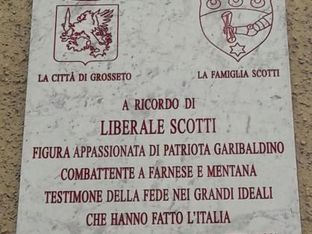 LA CITTÀ DI GROSSETO
LA FAMIGLIA SCOTTI
A RICORDO DI
LIBERALE SCOTTI
FIGURA APPASSIONATA DI PATRIOTA GARIBALDINO
COMBATTENTE A FARNESE E MENTANA
TESTIMONE DELLA FEDE NEI GRANDI IDEALI
CHE HANNO FATTO L'ITALIA